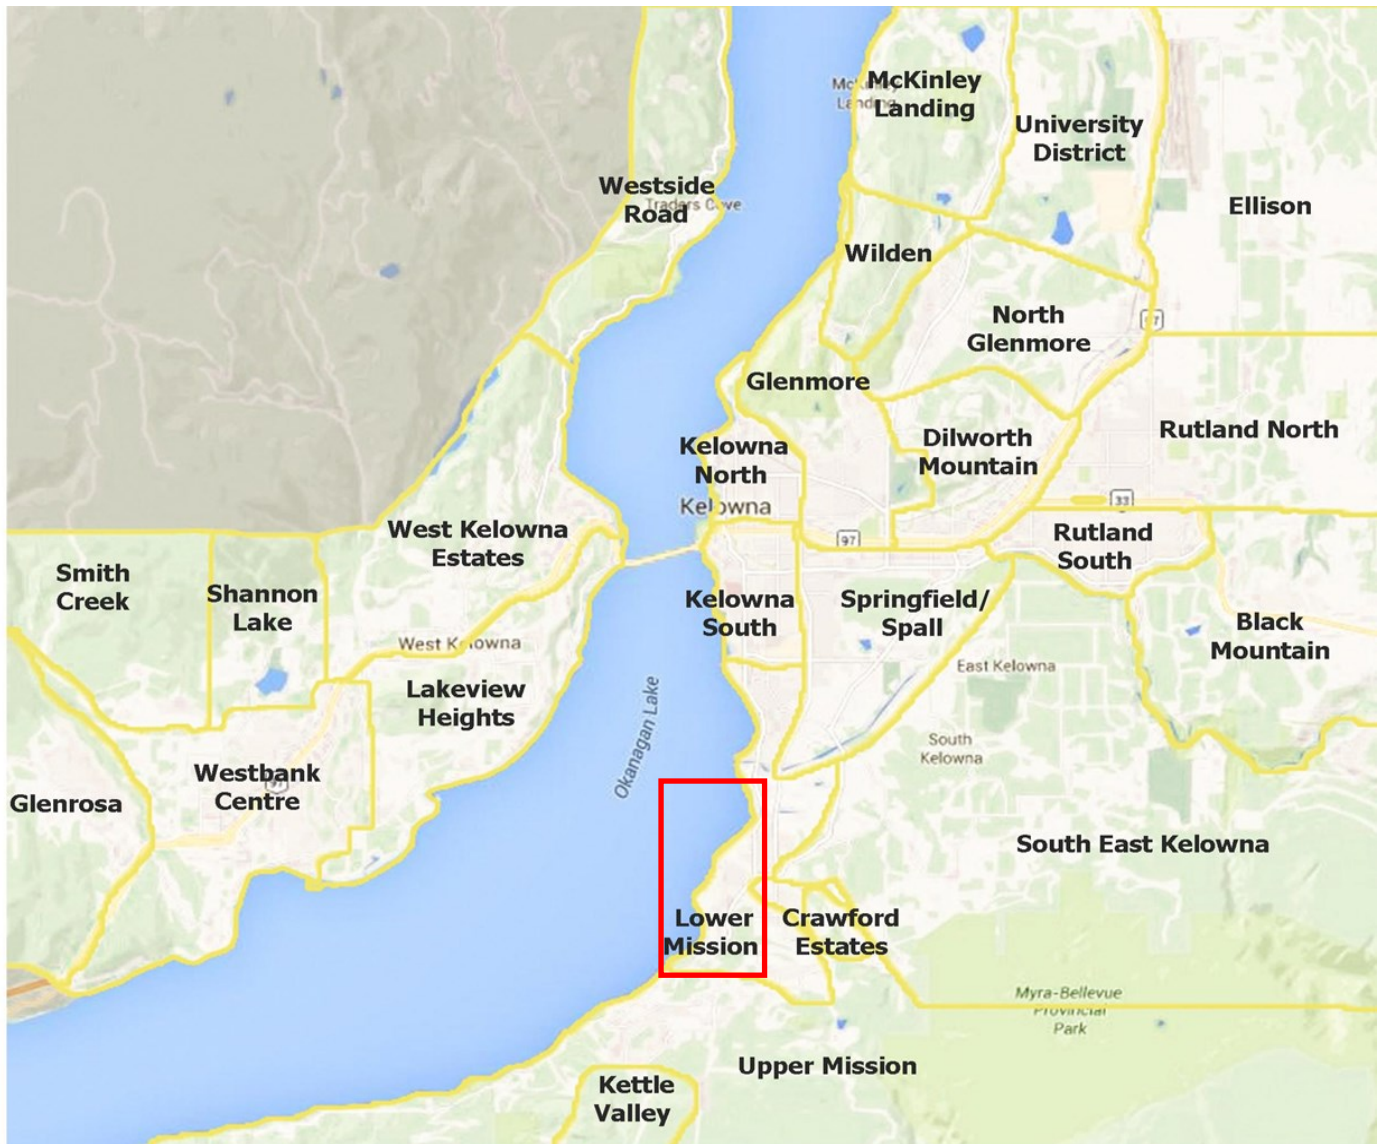 McKinley
Landing
McKinley
Landing
University
District
Westside
Road
Traders Cove
Ellison
Wilden
North
Glenmore
97
Glenmore
Rutland North
Dilworth
Mountain
Kelowna
North
Kelowna
33
West Kelowna
Estates
97
Rutland
South
Smith
Creek
Shannon
Lake
Kelowna
South
Springfield/
Spall
Black
Mountain
West Kelowna
East Kelowna
Lakeview
Heights
Okanagan Lake
South
Kelowna
Westbank
Centre
97
Glenrosa
South East Kelowna
Lower
Mission
Crawford
Estates
Myra-Bellevue
Provincial
Park
Upper Mission
Kettle
Valley